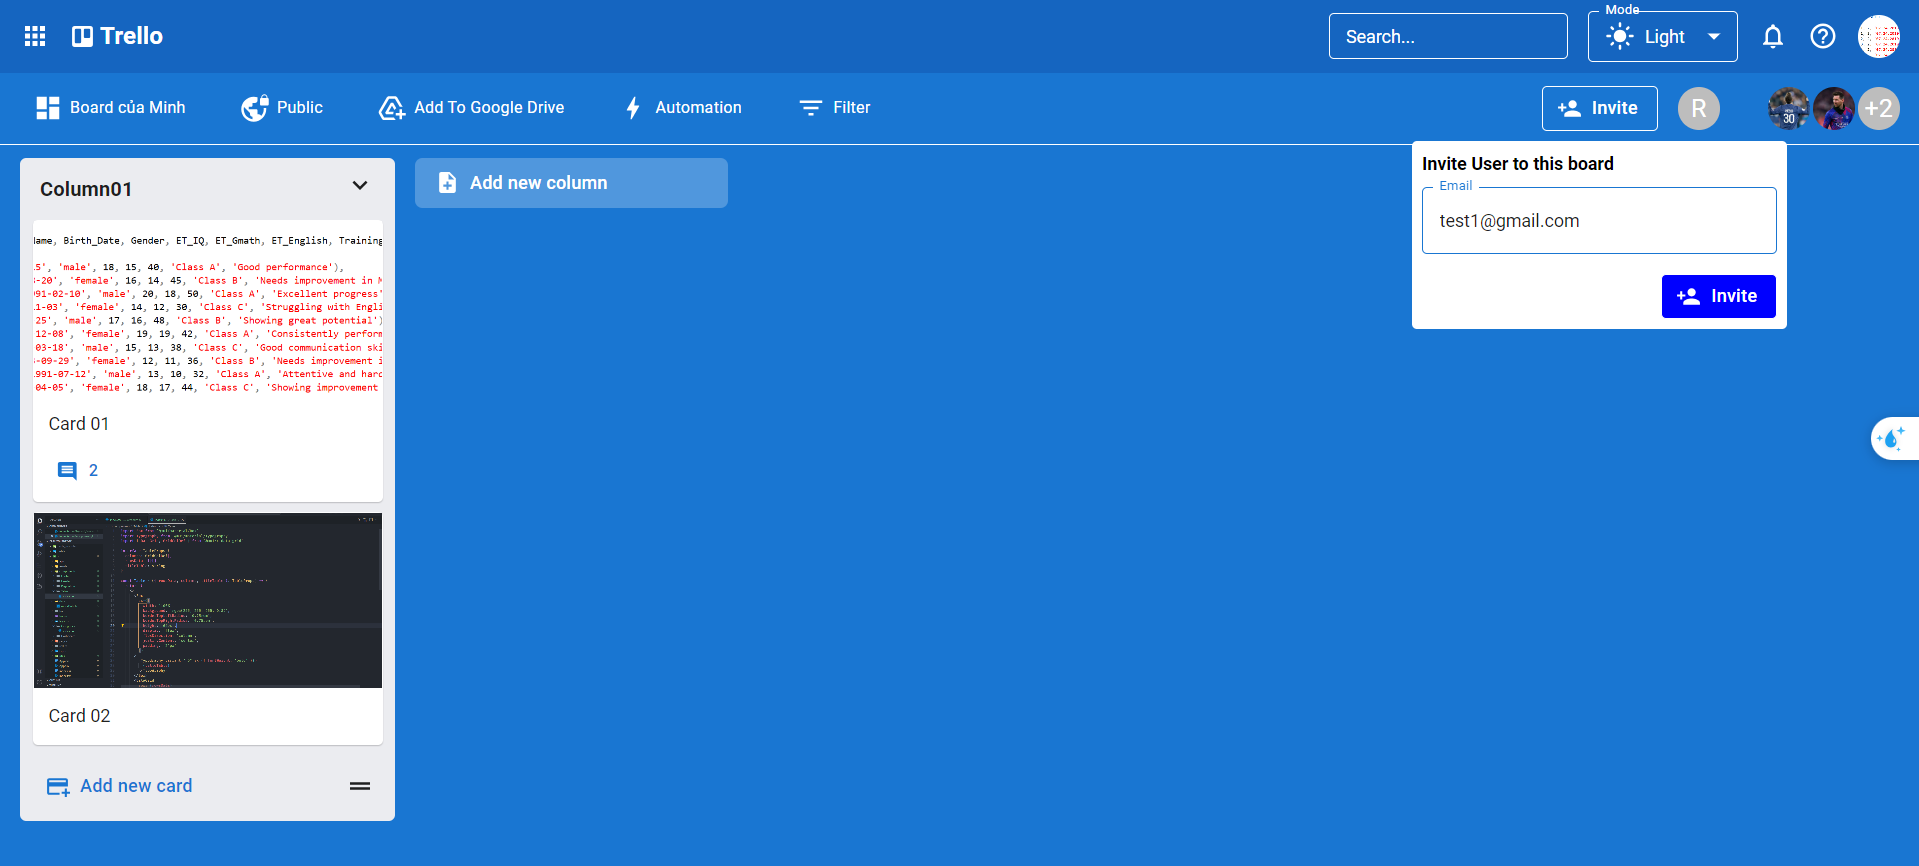 Trello
Search...
Mode
Light
Board của Minh
Public
Add To Google Drive
Automation
Filter
Invite
R
30
+2
Column01
Add new column
Invite User to this board
Email
test1@gmail.com
Invite
Name, Birth_Date, Gender, ET_IQ, ET_Gmath, ET_English, Training
15', 'male', 18, 15, 40, 'Class A', 'Good performance'),
-20', 'female', 16, 14, 45, 'Class B', 'Needs improvement in M
991-02-10', 'male', 20, 18, 50, 'Class A', 'Excellent progress'
11-03', 'female', 14, 12, 30, 'Class C', 'Struggling with Engli
25', 'male', 17, 16, 48, 'Class B', 'Showing great potential')
12-08', 'female', 19, 19, 42, 'Class A', 'Consistently perform
03-18', 'male', 15, 13, 38, 'Class C', 'Good communication ski
-09-29', 'female', 12, 11, 36, 'Class B', 'Needs improvement i
1991-07-12', 'male', 13, 10, 32, 'Class A', 'Attentive and hard
04-05', 'female', 18, 17, 44, 'Class C', 'Showing improvement
Card 01
2
Card 02
Add new card